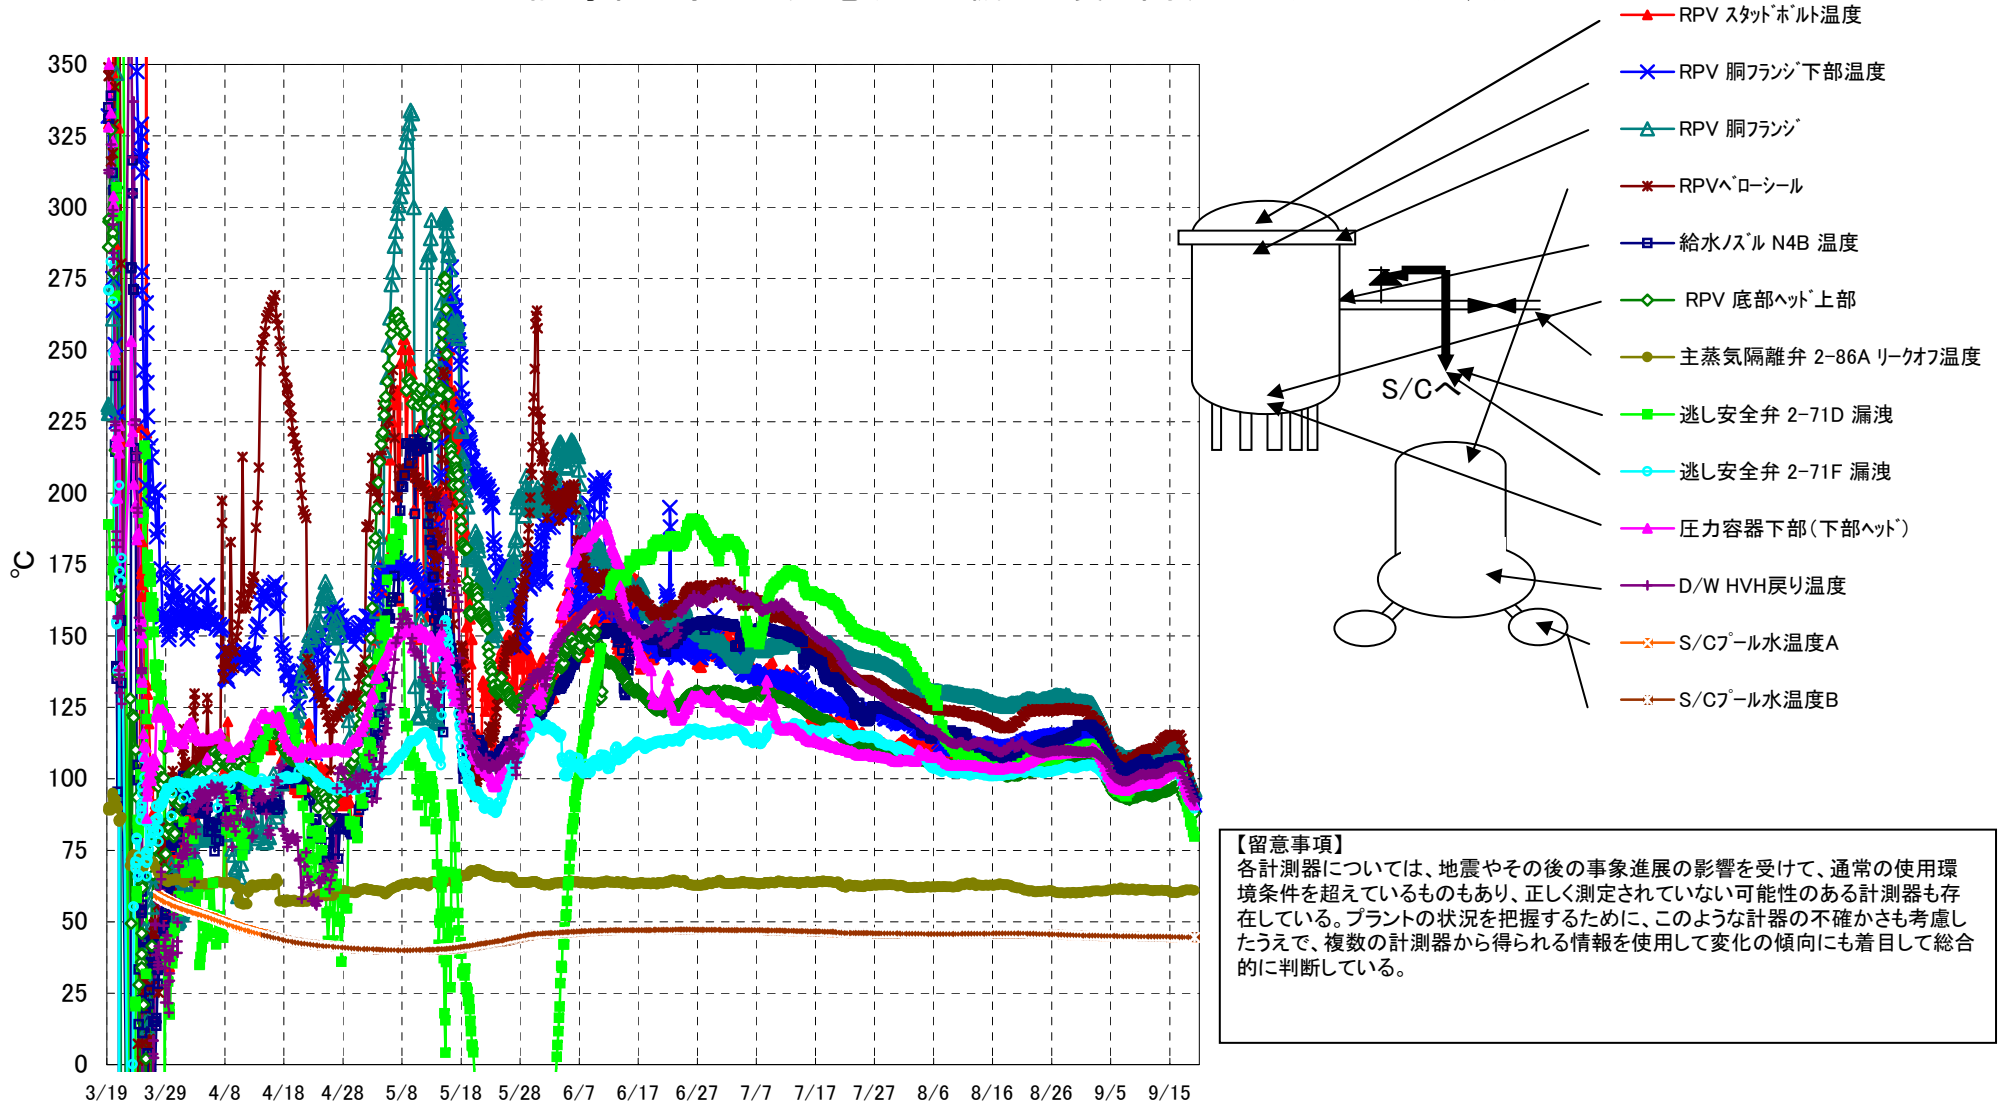 RPV ｽﾀｯﾄﾞﾎﾞﾙﾄ温度
RPV 胴ﾌﾗﾝｼﾞ下部温度
RPV 胴ﾌﾗﾝｼﾞ
RPVﾍﾞﾛｰｼｰﾙ
給水ﾉｽﾞﾙ N4B 温度
RPV 底部ﾍｯﾄﾞ上部
主蒸気隔離弁 2-86A ﾘｰｸｵﾌ温度
逃し安全弁 2-71D 漏洩
逃し安全弁 2-71F 漏洩
圧力容器下部(下部ﾍｯﾄﾞ)
D/W HVH戻り温度
S/Cﾌﾟｰﾙ水温度A
S/Cﾌﾟｰﾙ水温度B
℃
350
325
300
275
250
225
200
175
150
125
100
75
50
25
0
3/19 3/29 4/8 4/18 4/28 5/8 5/18 5/28 6/7 6/17 6/27 7/7 7/17 7/27 8/6 8/16 8/26 9/5 9/15
S/Cへ
【留意事項】
各計測器については、地震やその後の事象進展の影響を受けて、通常の使用環
境条件を超えているものもあり、正しく測定されていない可能性のある計測器も存
在している。プラントの状況を把握するために、このような計器の不確かさも考慮し
たうえで、複数の計測器から得られる情報を使用して変化の傾向にも着目して総合
的に判断している。